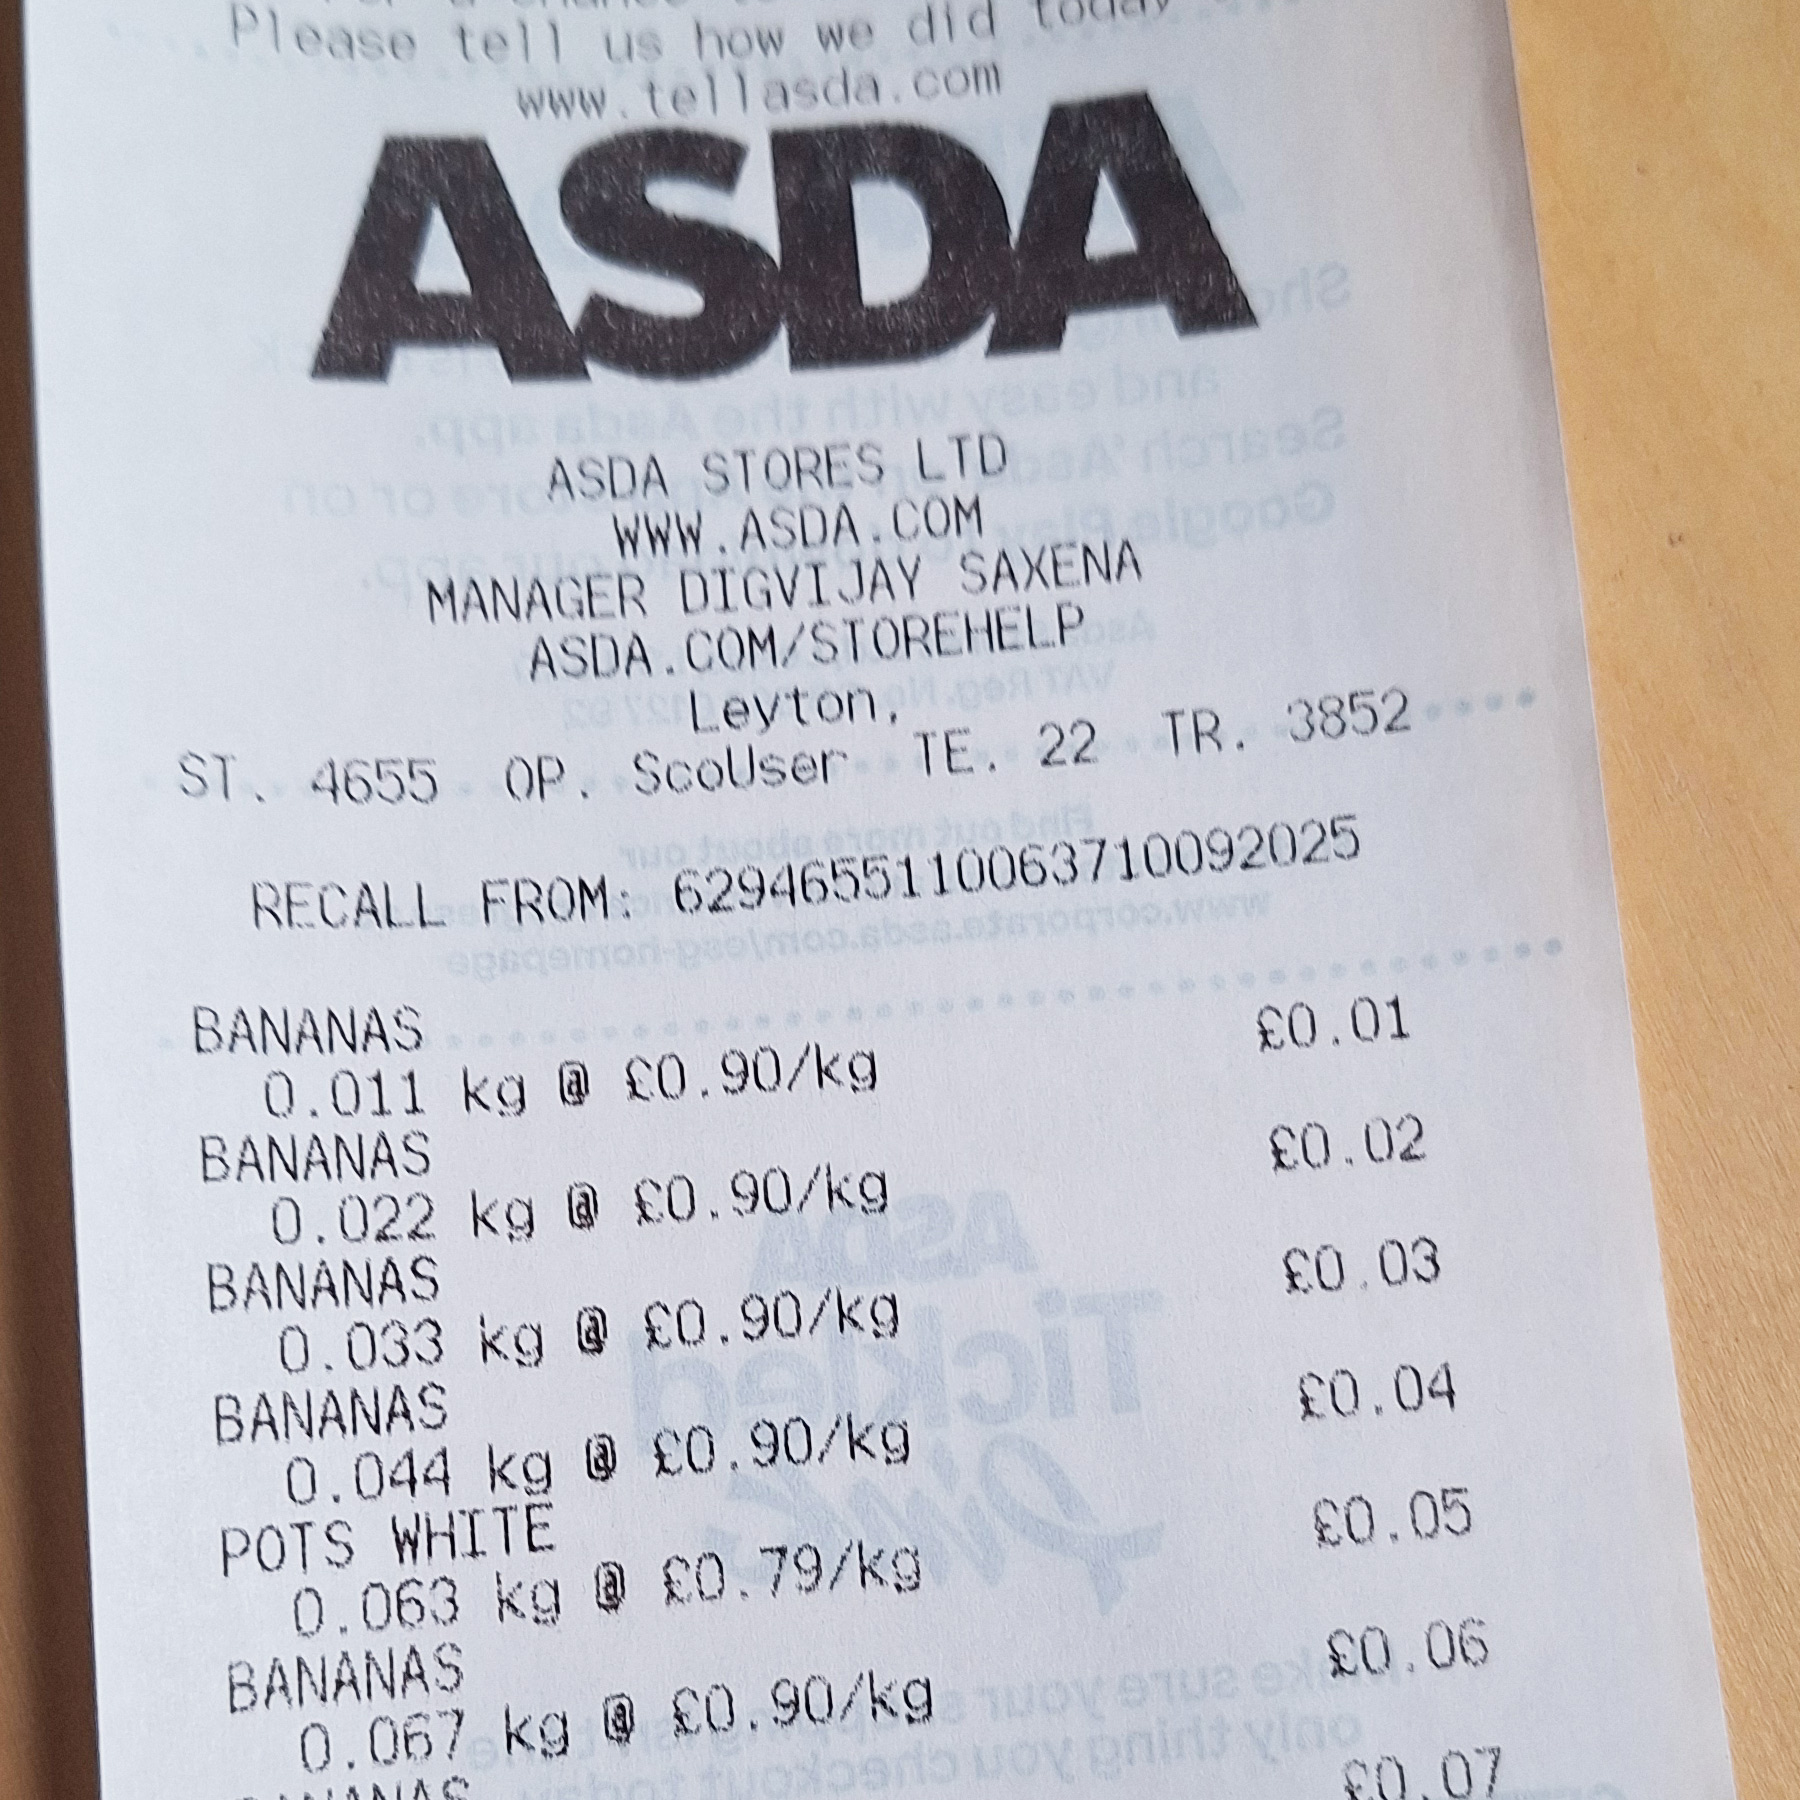 Please tell us how we did today
www.tellasda.com
ASDA
ASDA STORES LTD
WWW.ASDA.COM
MANAGER DIGVIJAY SAXENA
ASDA.COM/STOREHELP
Leyton,
ST. 4655 OP. ScoUser TE. 22 TR. 3852
RECALL FROM: 6294655110063710092025
BANANAS £0.01
0.011 kg @ £0.90/kg
BANANAS £0.02
0.022 kg @ £0.90/kg
BANANAS £0.03
0.033 kg @ £0.90/kg
BANANAS £0.04
0.044 kg @ £0.90/kg
POTS WHITE £0.05
0.063 kg @ £0.79/kg
BANANAS £0.06
0.067 kg @ £0.90/kg
BANANAS £0.07